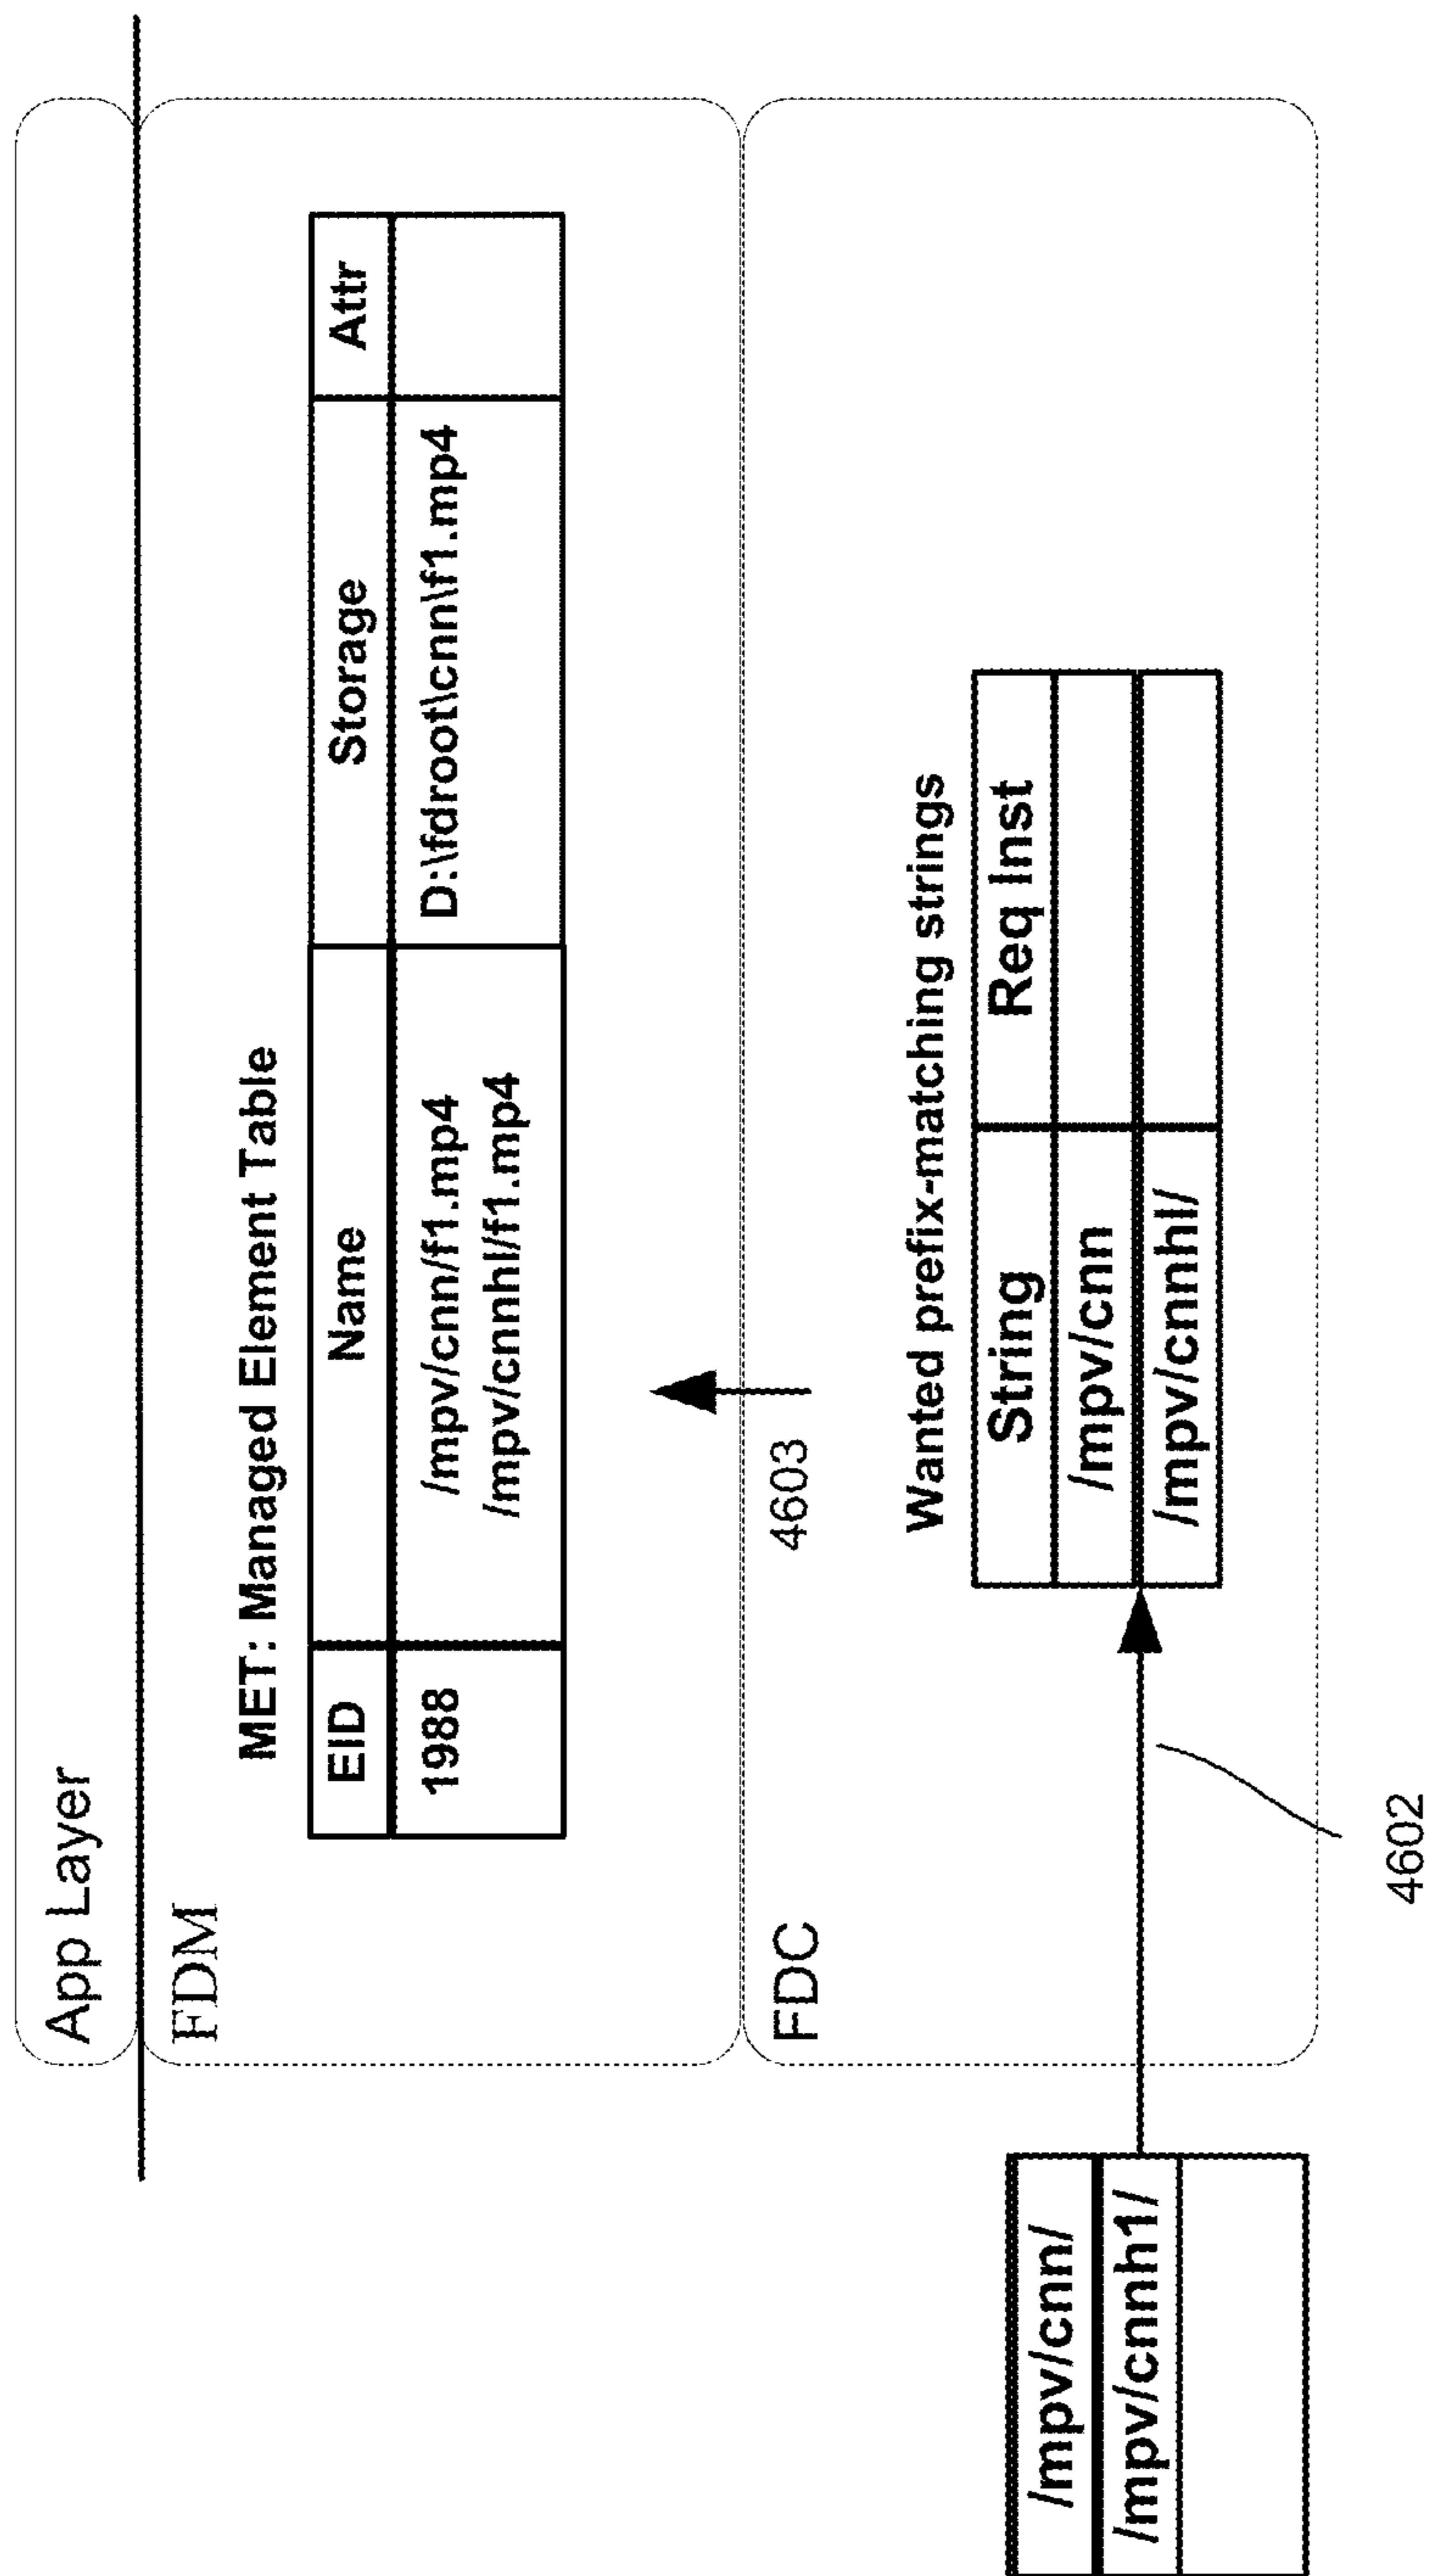 App Layer
FDM
MET: Managed Element Table
EID Name Storage Attr
1988 /mpv/cnn/f1.mp4 D:\fdroot\cnn\f1.mp4
/mpv/cnnhl/f1.mp4
FDC
4603
Wanted prefix-matching strings
String Req Inst
/mpv/cnn
/mpv/cnnhl/
/mpv/cnn/
/mpv/cnnh1/
4602